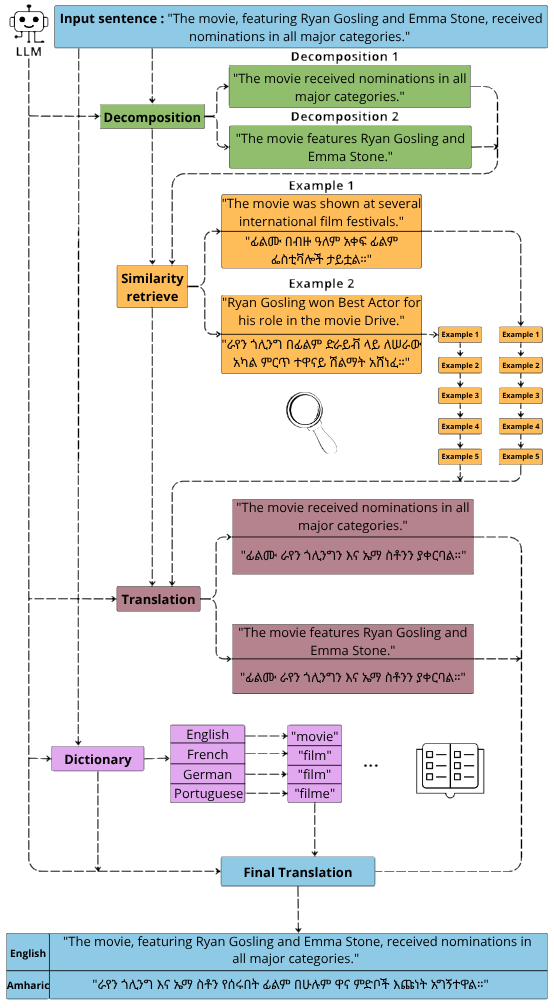 LLM
Input sentence : "The movie, featuring Ryan Gosling and Emma Stone, received
nominations in all major categories."
Decomposition 1
"The movie received nominations in all
major categories."
Decomposition
Decomposition 2
"The movie features Ryan Gosling and
Emma Stone."
Example 1
"The movie was shown at several
international film festivals."
"ፊልሙ በብዙ ዓለም አቀፍ ፊልም
ፌስቲቫሎች ታይቷል።"
Similarity
retrieve
Example 2
"Ryan Gosling won Best Actor for
his role in the movie Drive."
"ራየን ጎሊንግ በፊልም ድራይቭ ላይ ለሠራው
አካል ምርጥ ተዋናይ ሽልማት አሸነፈ።"
Example 1
Example 2
Example 3
Example 4
Example 5
Example 1
Example 2
Example 3
Example 4
Example 5
"The movie received nominations in all
major categories."
"ፊልሙ ራየን ጎሊንግን እና ኤማ ስቶንን ያቀርባል።"
Translation
"The movie features Ryan Gosling and
Emma Stone."
"ፊልሙ ራየን ጎሊንግን እና ኤማ ስቶንን ያቀርባል።"
Dictionary
English "movie"
French "film"
German "film"
Portuguese "filme"
...
Final Translation
English "The movie, featuring Ryan Gosling and Emma Stone, received nominations in
all major categories."
Amharic "ራየን ጎሊንግ እና ኤማ ስቶን የሰሩበት ፊልም በሁሉም ዋና ምድቦች እጩነት አግኝተዋል።"